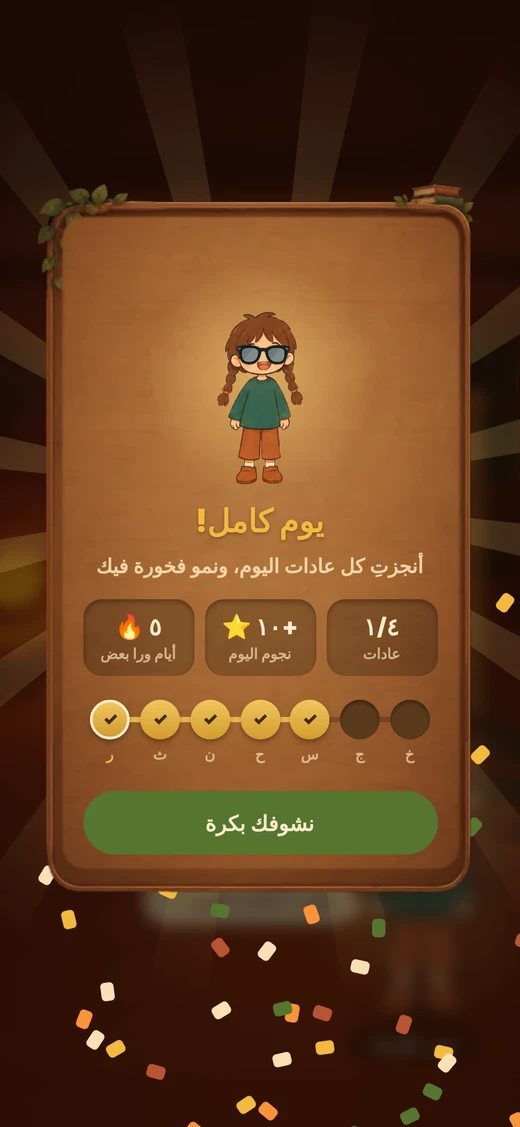 يوم كامل!
أنجزتِ كل عادات اليوم، ونمو فخورة فيك
١/٤
عادات
+١٠ ⭐
نجوم اليوم
٥ 🔥
أيام ورا بعض
خ ج س ح ن ث ر
نشوفك بكرة